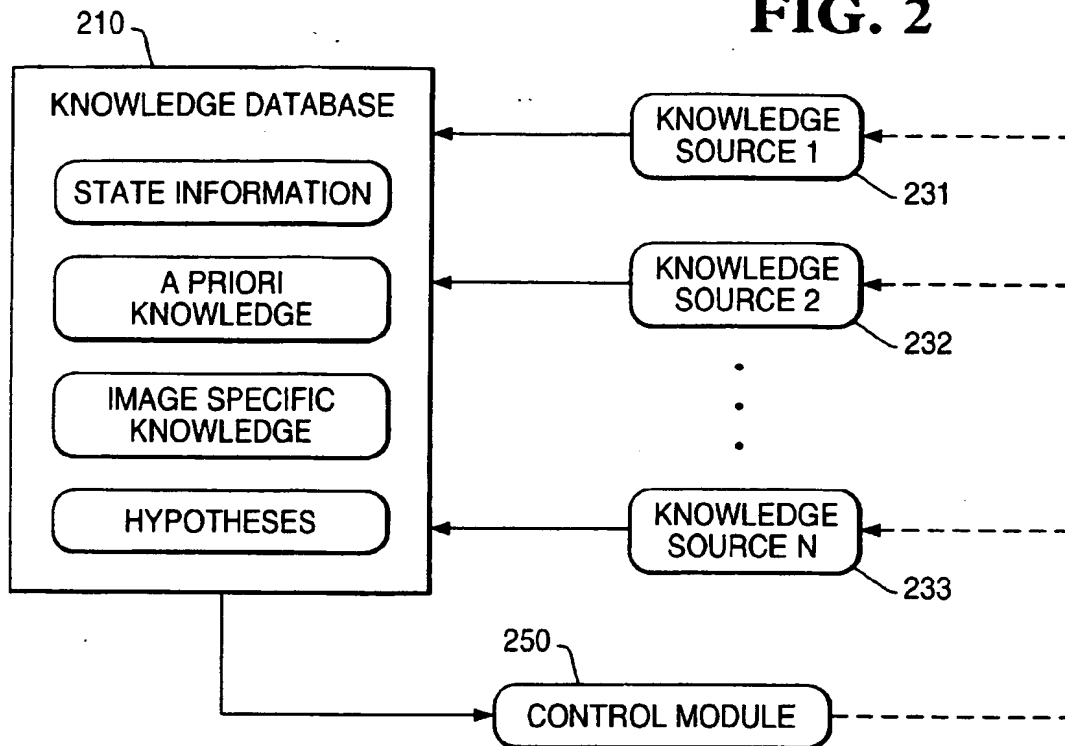 FIG. 2
210
KNOWLEDGE DATABASE
STATE INFORMATION
A PRIORI
KNOWLEDGE
IMAGE SPECIFIC
KNOWLEDGE
HYPOTHESES
KNOWLEDGE
SOURCE 1
231
KNOWLEDGE
SOURCE 2
232
KNOWLEDGE
SOURCE N
233
250
CONTROL MODULE